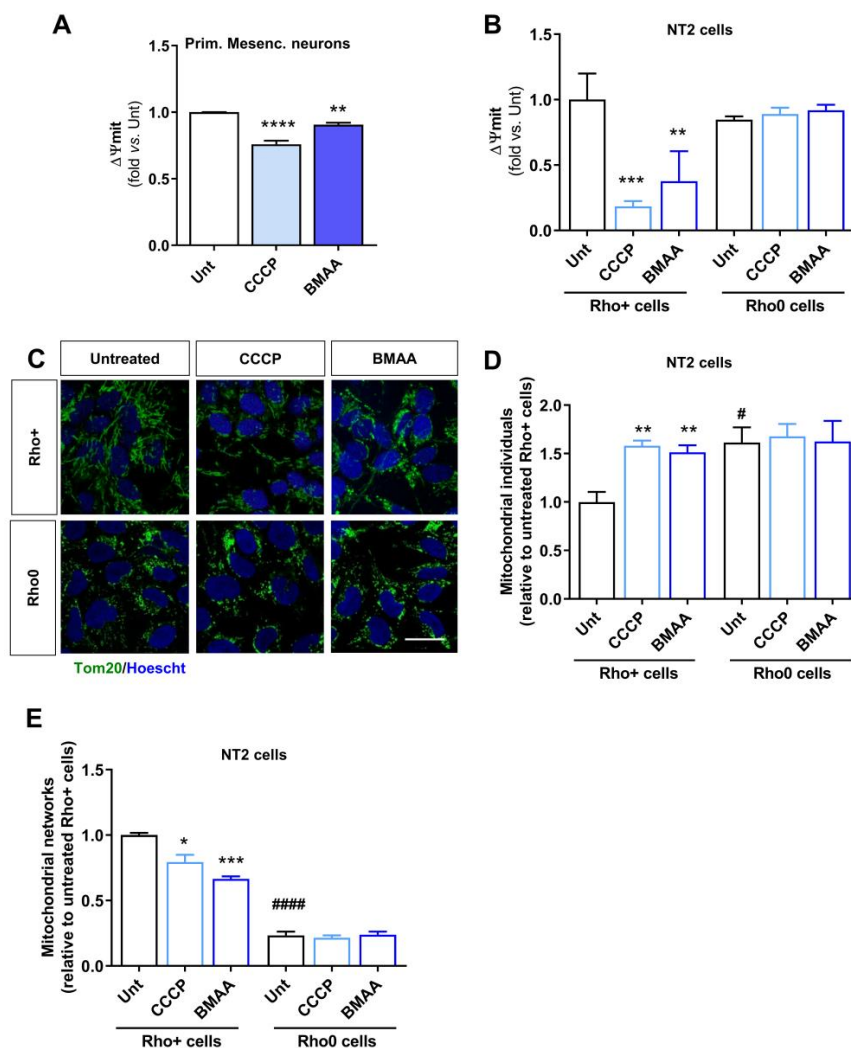 A
Prim. Mesenc. neurons
ΔΨmit
(fold vs. Unt)
1.5
1.0
0.5
0.0
****
**
Unt
CCCP
BMAA
B
NT2 cells
ΔΨmit
(fold vs. Unt)
1.5
1.0
0.5
0.0
***
**
Unt
CCCP
BMAA
Unt
CCCP
BMAA
Rho+ cells
Rho0 cells
C
Untreated
CCCP
BMAA
Rho+
Rho0
Tom20/Hoescht
D
NT2 cells
Mitochondrial individuals
(relative to untreated Rho+ cells)
2.0
1.5
1.0
0.5
0.0
**
**
#
Unt
CCCP
BMAA
Unt
CCCP
BMAA
Rho+ cells
Rho0 cells
E
NT2 cells
Mitochondrial networks
(relative to untreated Rho+ cells)
1.5
1.0
0.5
0.0
*
***
####
Unt
CCCP
BMAA
Unt
CCCP
BMAA
Rho+ cells
Rho0 cells